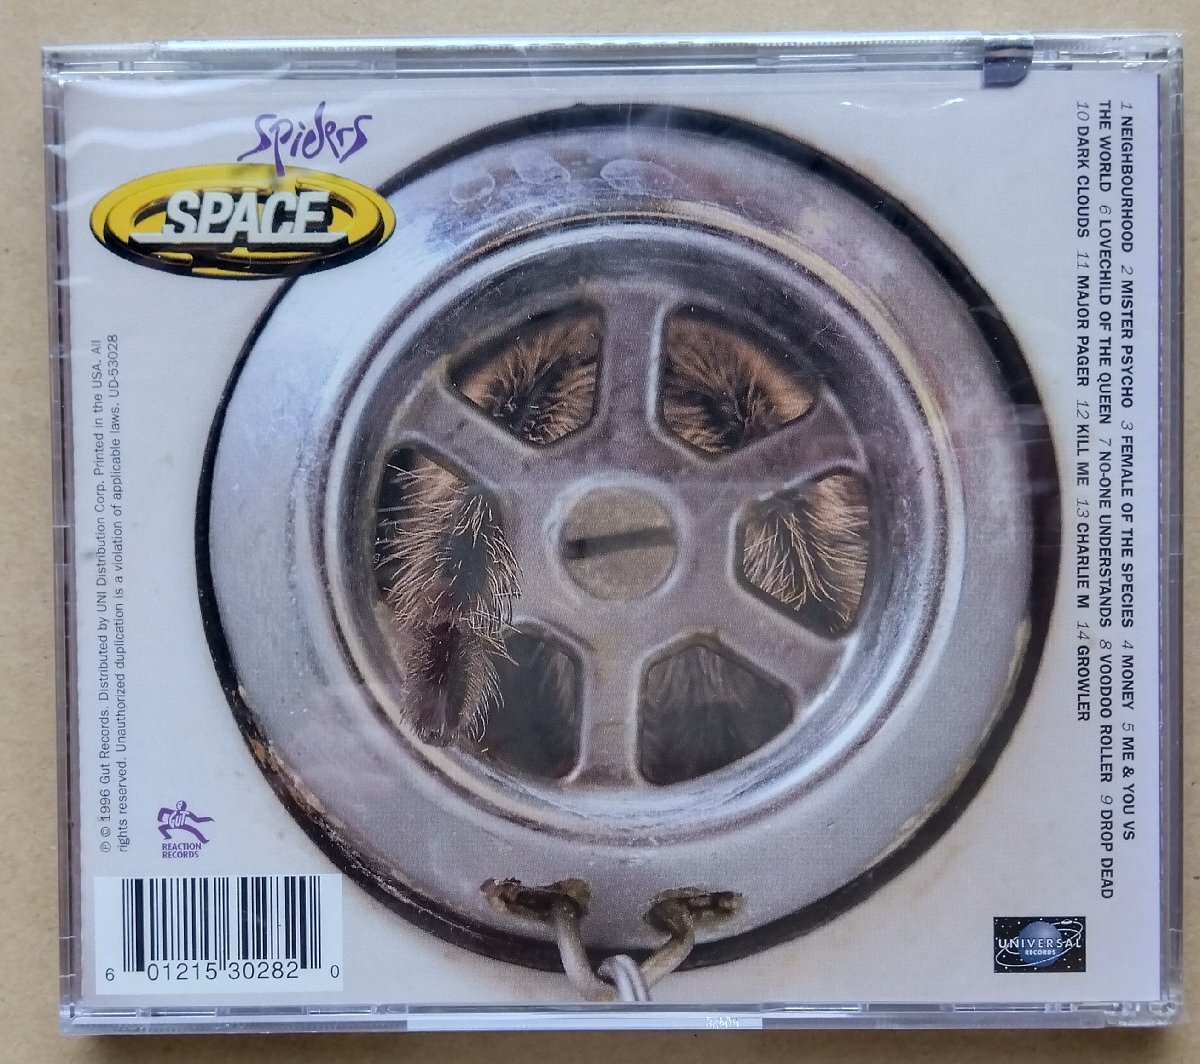 spiders
SPACE
1 NEIGHBOURHOOD 2 MISTER PSYCHO 3 FEMALE OF THE SPECIES 4 MONEY 5 ME & YOU VS
THE WORLD 6 LOVECHILD OF THE QUEEN 7 NO-ONE UNDERSTANDS 8 VOODOO ROLLER 9 DROP DEAD
10 DARK CLOUDS 11 MAJOR PAGER 12 KILL ME 13 CHARLIE M 14 GROWLER
℗ © 1996 Gut Records. Distributed by UNI Distribution Corp. Printed in the USA. All
rights reserved. Unauthorized duplication is a violation of applicable laws. UD-53028
GUT
REACTION
RECORDS
6 01215 30282 0
UNIVERSAL
RECORDS